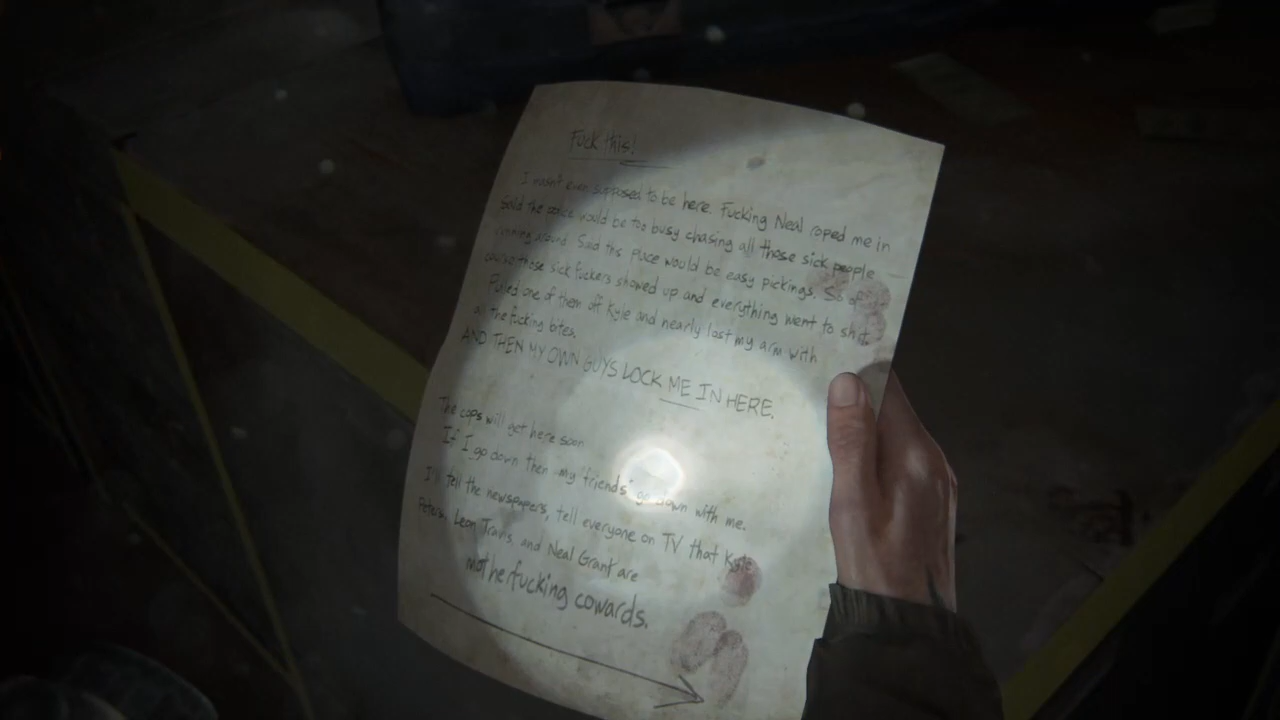 Fuck this!
I wasn't even supposed to be here. Fucking Neal roped me in
Said the police would be too busy chasing all those sick people
running around. Said this place would be easy pickings. So of
course those sick fuckers showed up and everything went to shit.
Pulled one of them off Kyle and nearly lost my arm with
all the fucking bites.
AND THEN MY OWN GUYS LOCK ME IN HERE.
The cops will get here soon
If I go down then my "friends" go down with me.
I'll tell the newspapers, tell everyone on TV that Kyle
Peters, Leon Travis, and Neal Grant are
motherfucking cowards.